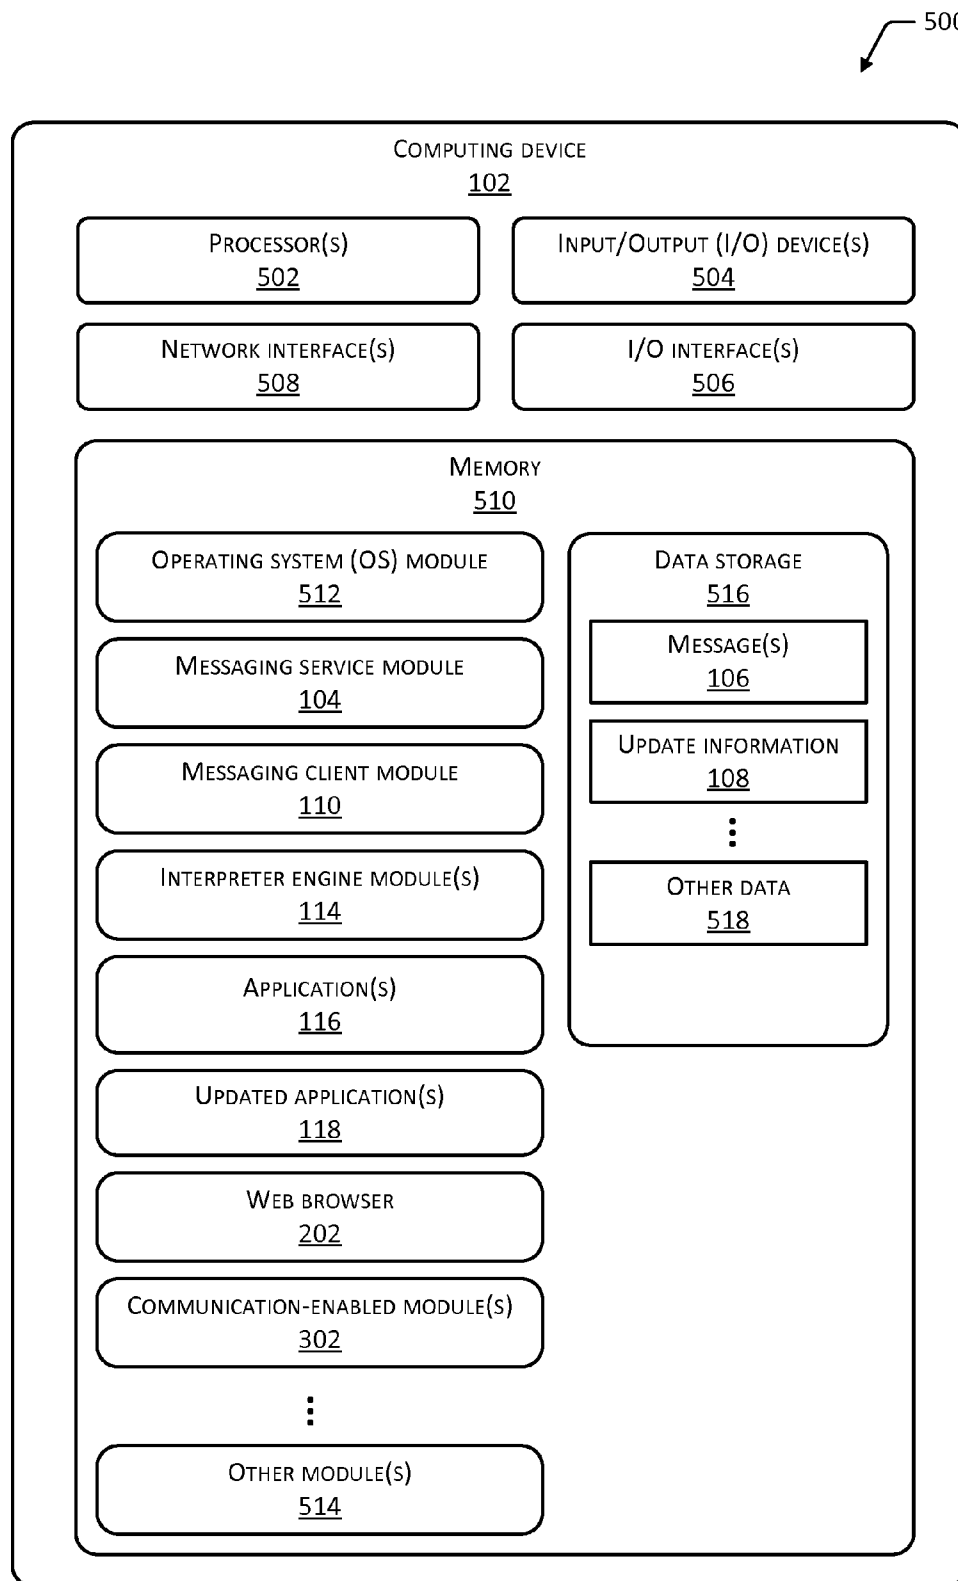 500
Computing device
102
Processor(s)
502
Input/Output (I/O) device(s)
504
Network interface(s)
508
I/O interface(s)
506
Memory
510
Operating system (OS) module
512
Messaging service module
104
Messaging client module
110
Interpreter engine module(s)
114
Application(s)
116
Updated application(s)
118
Web browser
202
Communication-enabled module(s)
302
Other module(s)
514
Data storage
516
Message(s)
106
Update information
108
Other data
518